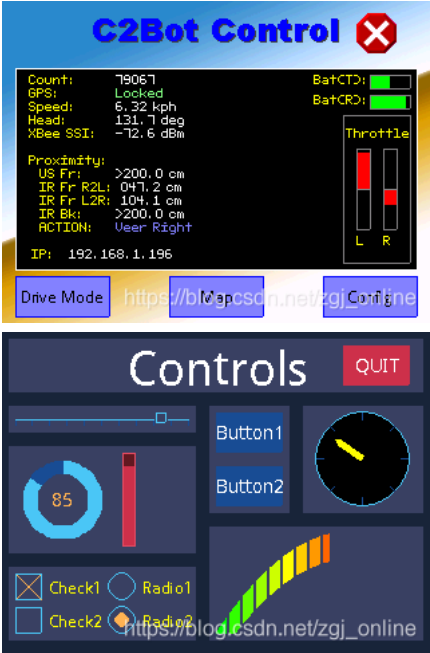 C2Bot Control
Count: 79067
GPS: Locked
Speed: 6.32 kph
Head: 131.7 deg
XBee SSI: -72.6 dBm
Bat(T):
Bat(R):
Throttle
L R
Proximity:
US Fr: >200.0 cm
IR Fr R2L: 047.2 cm
IR Fr L2R: 104.1 cm
IR Bk: >200.0 cm
ACTION: Veer Right
IP: 192.168.1.196
Drive Mode Map Config
https://blog.csdn.net/zgj_online
Controls QUIT
Button1
Button2
85
Check1 Radio1
Check2 Radio2
https://blog.csdn.net/zgj_online